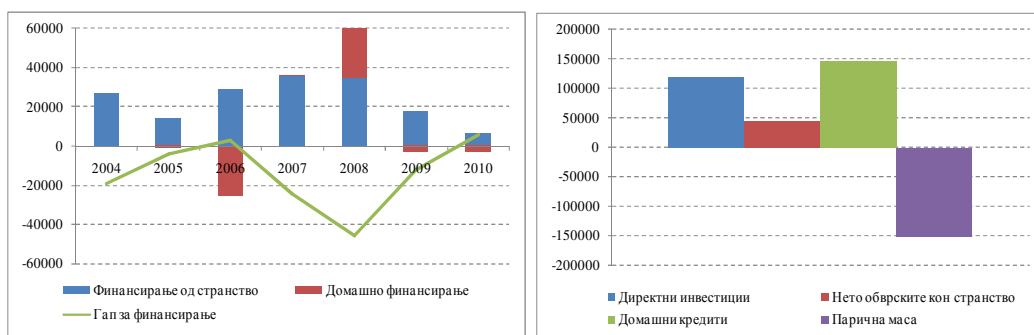 60000
40000
20000
0
-20000
-40000
-60000
2004 2005 2006 2007 2008 2009 2010
Финансирање од странство
Домашно финансирање
Гап за финансирање
200000
150000
100000
50000
0
-50000
-100000
-150000
-200000
Директни инвестиции
Нето обврските кон странство
Домашни кредити
Парична маса